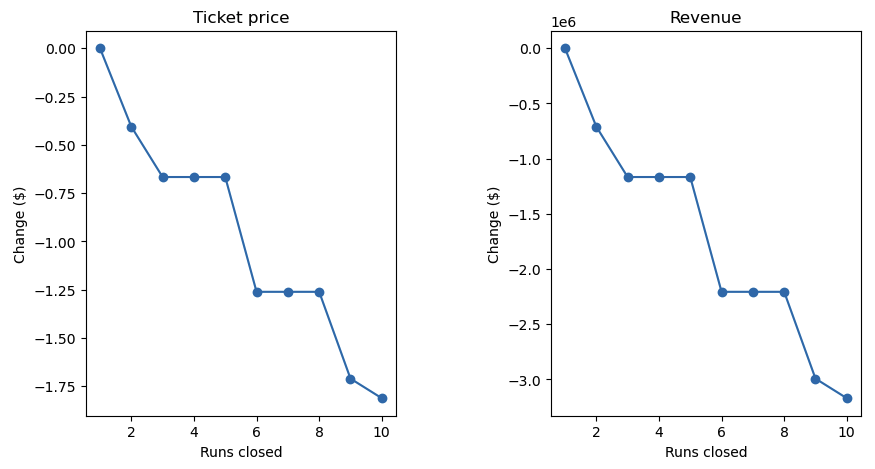 Ticket price
0.00
−0.25
−0.50
−0.75
−1.00
−1.25
−1.50
−1.75
Change ($)
2 4 6 8 10
Runs closed
Revenue
1e6
0.0
−0.5
−1.0
−1.5
−2.0
−2.5
−3.0
Change ($)
2 4 6 8 10
Runs closed